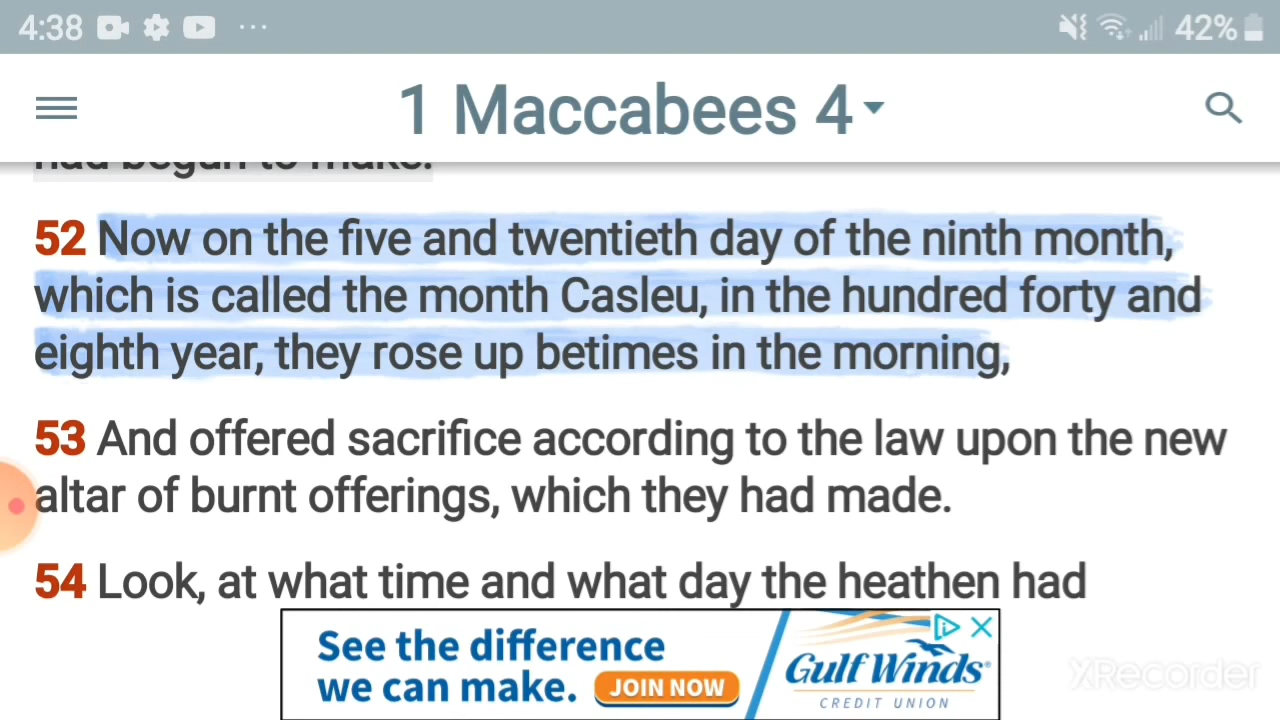 4:38 ... 42%
1 Maccabees 4
had begun to make.
52 Now on the five and twentieth day of the ninth month,
which is called the month Casleu, in the hundred forty and
eighth year, they rose up betimes in the morning,
53 And offered sacrifice according to the law upon the new
altar of burnt offerings, which they had made.
54 Look, at what time and what day the heathen had
See the difference
we can make. JOIN NOW
Gulf Winds®
CREDIT UNION
XRecorder